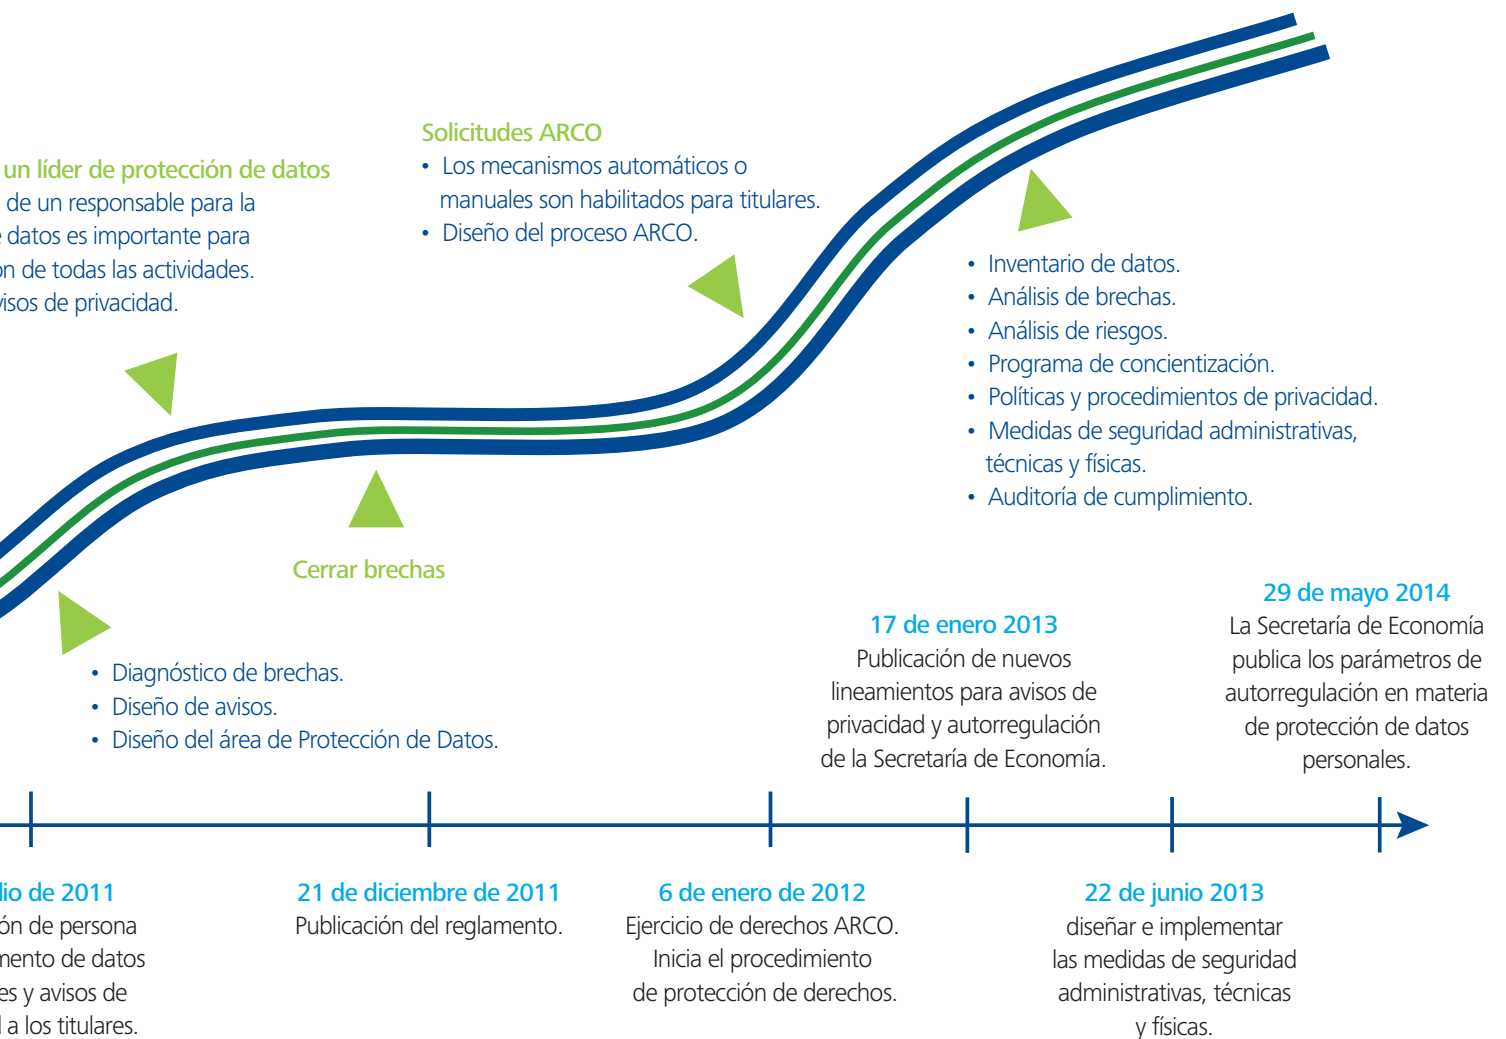 un líder de protección de datos
de un responsable para la
datos es importante para
de todas las actividades.
de privacidad.
Solicitudes ARCO
• Los mecanismos automáticos o
manuales son habilitados para titulares.
• Diseño del proceso ARCO.
• Inventario de datos.
• Análisis de brechas.
• Análisis de riesgos.
• Programa de concientización.
• Políticas y procedimientos de privacidad.
• Medidas de seguridad administrativas,
técnicas y físicas.
• Auditoría de cumplimiento.
Cerrar brechas
• Diagnóstico de brechas.
• Diseño de avisos.
• Diseño del área de Protección de Datos.
17 de enero 2013
Publicación de nuevos
lineamientos para avisos de
privacidad y autorregulación
de la Secretaría de Economía.
29 de mayo 2014
La Secretaría de Economía
publica los parámetros de
autorregulación en materia
de protección de datos
personales.
de 2011
de persona
de datos
y avisos de
a los titulares.
21 de diciembre de 2011
Publicación del reglamento.
6 de enero de 2012
Ejercicio de derechos ARCO.
Inicia el procedimiento
de protección de derechos.
22 de junio 2013
diseñar e implementar
las medidas de seguridad
administrativas, técnicas
y físicas.